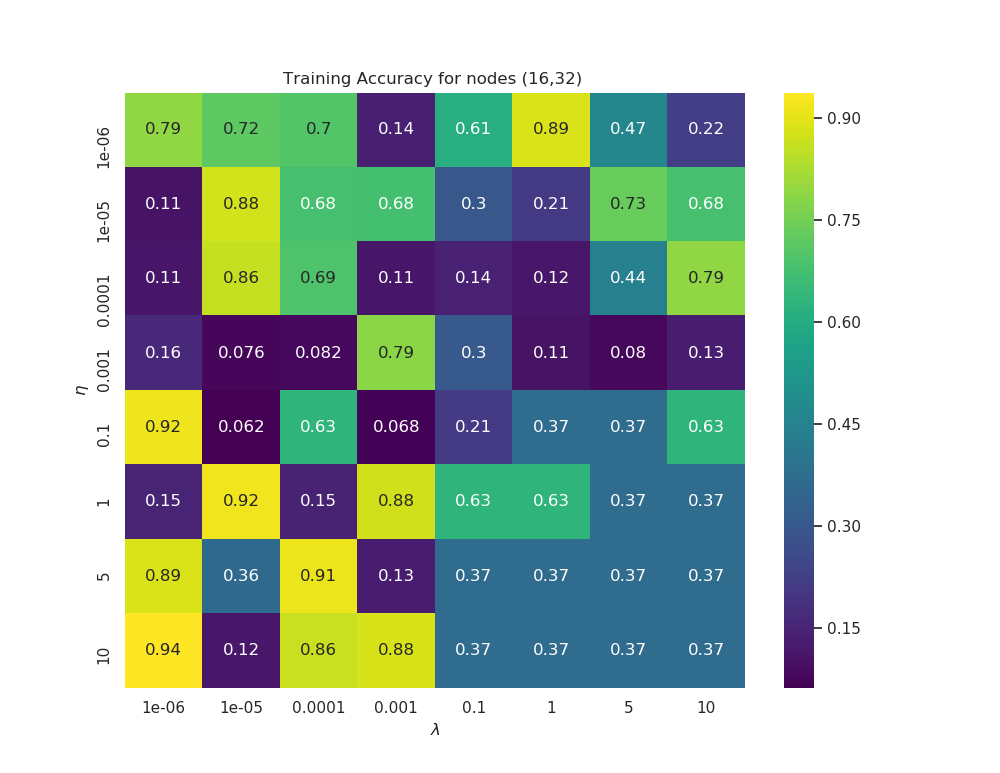 Training Accuracy for nodes (16,32)
1e-06 0.79 0.72 0.7 0.14 0.61 0.89 0.47 0.22
1e-05 0.11 0.88 0.68 0.68 0.3 0.21 0.73 0.68
0.0001 0.11 0.86 0.69 0.11 0.14 0.12 0.44 0.79
0.001 0.16 0.076 0.082 0.79 0.3 0.11 0.08 0.13
η
0.1 0.92 0.062 0.63 0.068 0.21 0.37 0.37 0.63
1 0.15 0.92 0.15 0.88 0.63 0.63 0.37 0.37
5 0.89 0.36 0.91 0.13 0.37 0.37 0.37 0.37
10 0.94 0.12 0.86 0.88 0.37 0.37 0.37 0.37
1e-06 1e-05 0.0001 0.001 0.1 1 5 10
λ
0.90
0.75
0.60
0.45
0.30
0.15